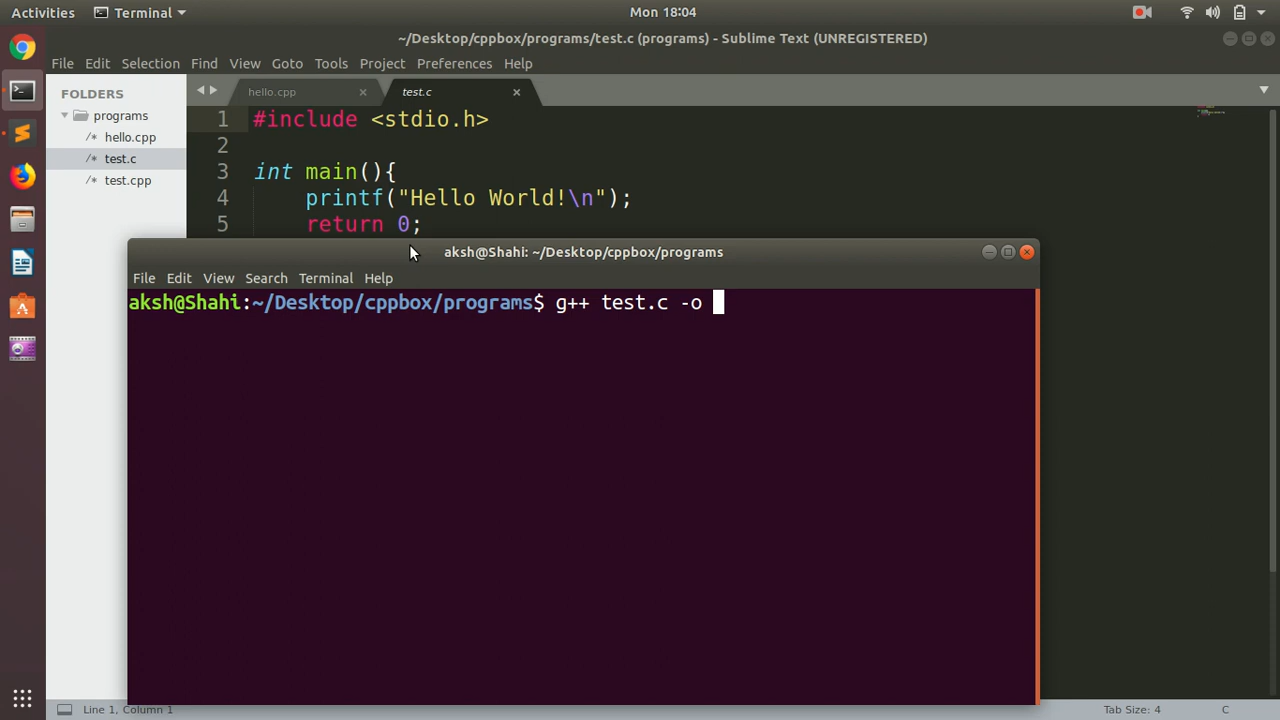 Activities Terminal Mon 18:04
~/Desktop/cppbox/programs/test.c (programs) - Sublime Text (UNREGISTERED)
File Edit Selection Find View Goto Tools Project Preferences Help
FOLDERS
programs
/* hello.cpp
/* test.c
/* test.cpp
hello.cpp × test.c ×
1 #include <stdio.h>
2
3 int main(){
4 printf("Hello World!\n");
5 return 0;
aksh@Shahi: ~/Desktop/cppbox/programs
File Edit View Search Terminal Help
aksh@Shahi:~/Desktop/cppbox/programs$ g++ test.c -o
Line 1, Column 1 Tab Size: 4 C